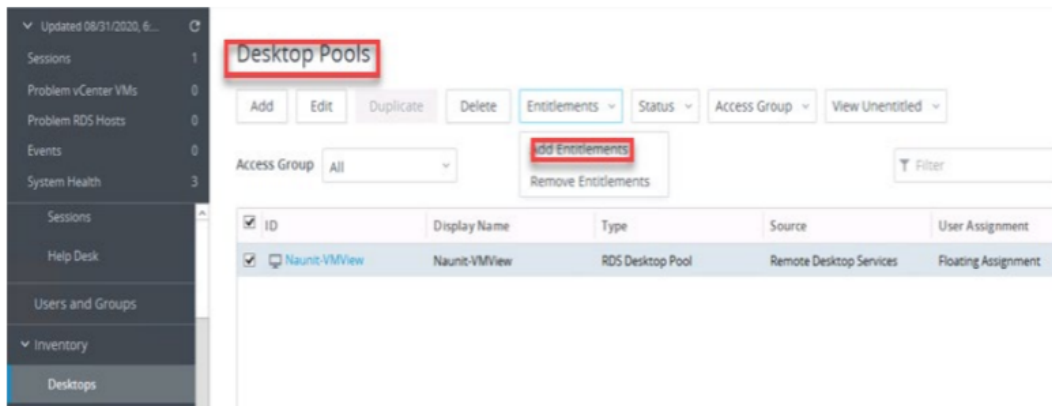 Updated 08/31/2020, 6:...
Sessions 1
Problem vCenter VMs 0
Problem RDS Hosts 0
Events 0
System Health 3
Sessions
Help Desk
Users and Groups
Inventory
Desktops
Desktop Pools
Add Edit Duplicate Delete Entitlements Status Access Group View Unentitled
Add Entitlements
Remove Entitlements
Access Group All Filter
ID Display Name Type Source User Assignment
Naunit-VMView Naunit-VMView RDS Desktop Pool Remote Desktop Services Floating Assignment